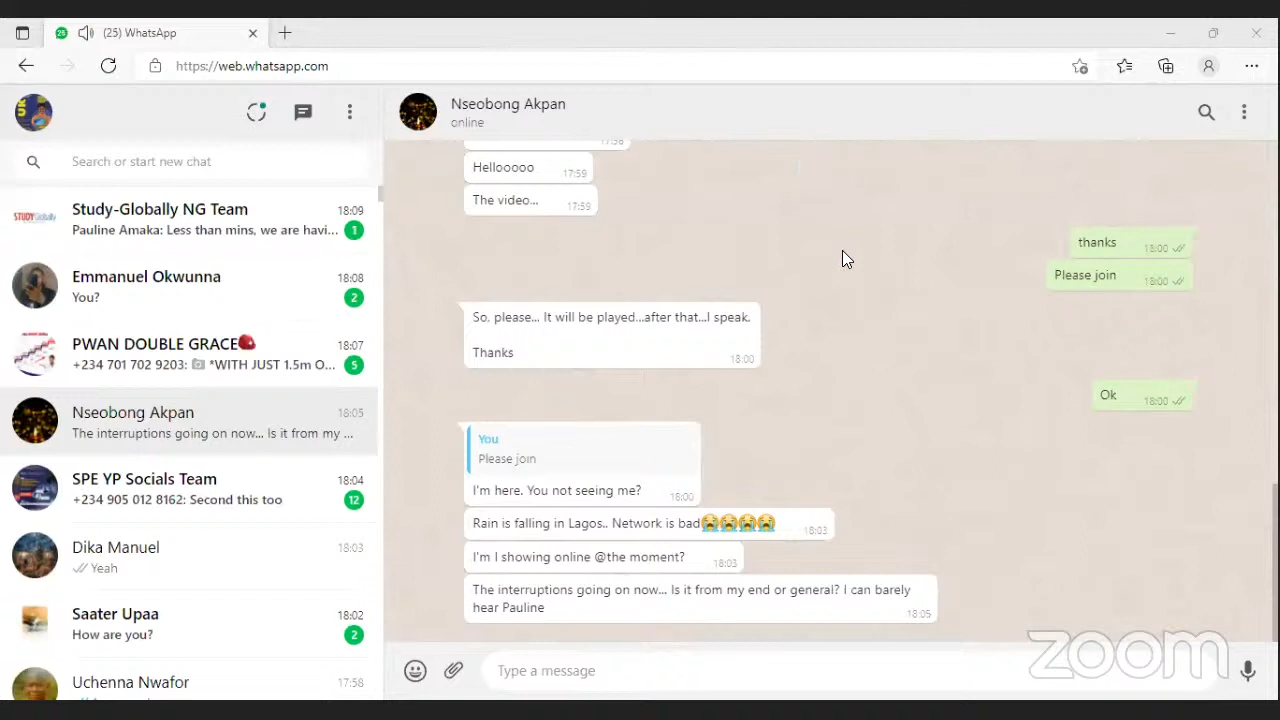 (25) WhatsApp
https://web.whatsapp.com
Search or start new chat
Study-Globally NG Team
18:09
Pauline Amaka: Less than mins, we are havi...
1
Emmanuel Okwunna
18:08
You?
2
PWAN DOUBLE GRACE
18:07
+234 701 702 9203: *WITH JUST 1.5m O...
5
Nseobong Akpan
18:05
The interruptions going on now... Is it from my ...
SPE YP Socials Team
18:04
+234 905 012 8162: Second this too
12
Dika Manuel
18:03
Yeah
Saater Upaa
18:02
How are you?
2
Uchenna Nwafor
17:58
Nseobong Akpan
online
17:58
Hellooooo
17:59
The video...
17:59
thanks
18:00
Please join
18:00
So, please... It will be played...after that...I speak.
Thanks
18:00
Ok
18:00
You
Please join
I'm here. You not seeing me?
18:00
Rain is falling in Lagos.. Network is bad😭😭😭😭
18:03
I'm I showing online @the moment?
18:03
The interruptions going on now... Is it from my end or general? I can barely
hear Pauline
18:05
Type a message
zoom